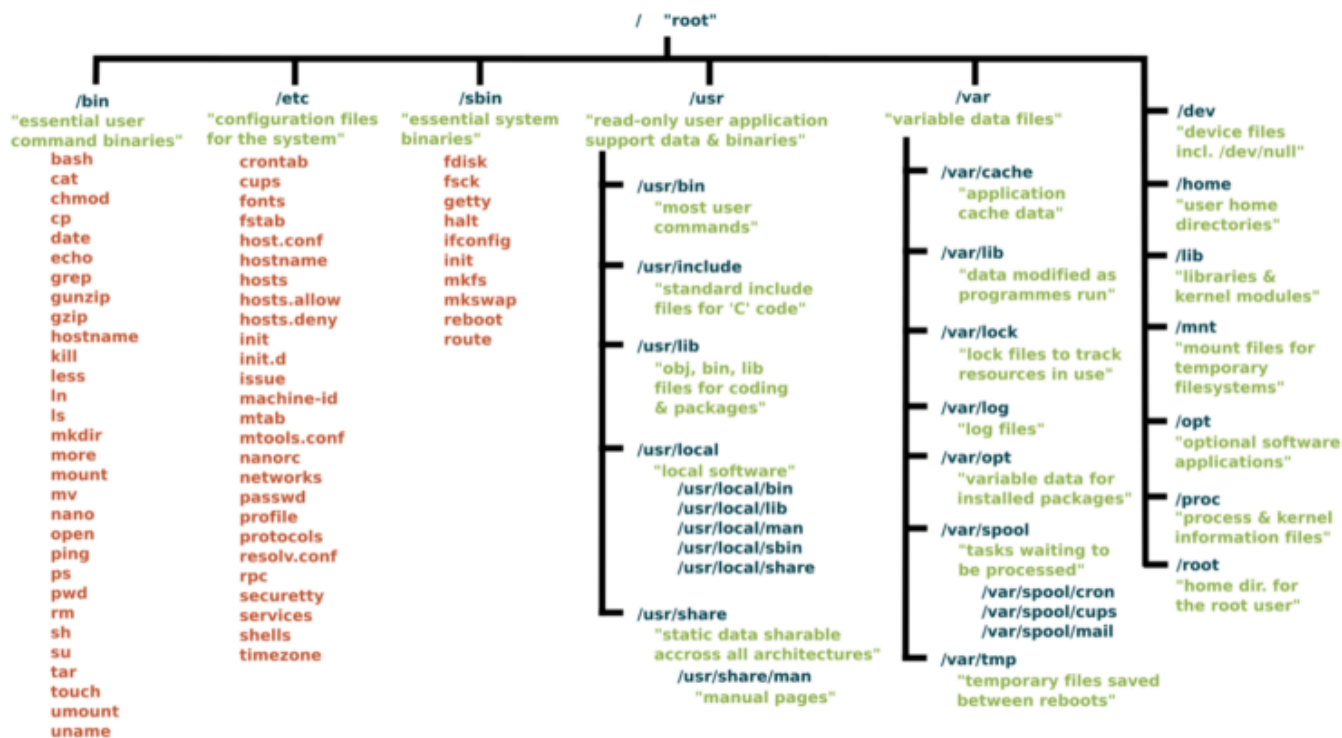 / "root"
/bin
"essential user
command binaries"
bash
cat
chmod
cp
date
echo
grep
gunzip
gzip
hostname
kill
less
ln
ls
mkdir
more
mount
mv
nano
open
ping
ps
pwd
rm
sh
su
tar
touch
umount
uname
/etc
"configuration files
for the system"
crontab
cups
fonts
fstab
host.conf
hostname
hosts
hosts.allow
hosts.deny
init
init.d
issue
machine-id
mtab
mtools.conf
nanorc
networks
passwd
profile
protocols
resolv.conf
rpc
securetty
services
shells
timezone
/sbin
"essential system
binaries"
fdisk
fsck
getty
halt
ifconfig
init
mkfs
mkswap
reboot
route
/usr
"read-only user application
support data & binaries"
/usr/bin
"most user
commands"
/usr/include
"standard include
files for 'C' code"
/usr/lib
"obj, bin, lib
files for coding
& packages"
/usr/local
"local software"
/usr/local/bin
/usr/local/lib
/usr/local/man
/usr/local/sbin
/usr/local/share
/usr/share
"static data sharable
accross all architectures"
/usr/share/man
"manual pages"
/var
"variable data files"
/var/cache
"application
cache data"
/var/lib
"data modified as
programmes run"
/var/lock
"lock files to track
resources in use"
/var/log
"log files"
/var/opt
"variable data for
installed packages"
/var/spool
"tasks waiting to
be processed"
/var/spool/cron
/var/spool/cups
/var/spool/mail
/var/tmp
"temporary files saved
between reboots"
/dev
"device files
incl. /dev/null"
/home
"user home
directories"
/lib
"libraries &
kernel modules"
/mnt
"mount files for
temporary
filesystems"
/opt
"optional software
applications"
/proc
"process & kernel
information files"
/root
"home dir. for
the root user"